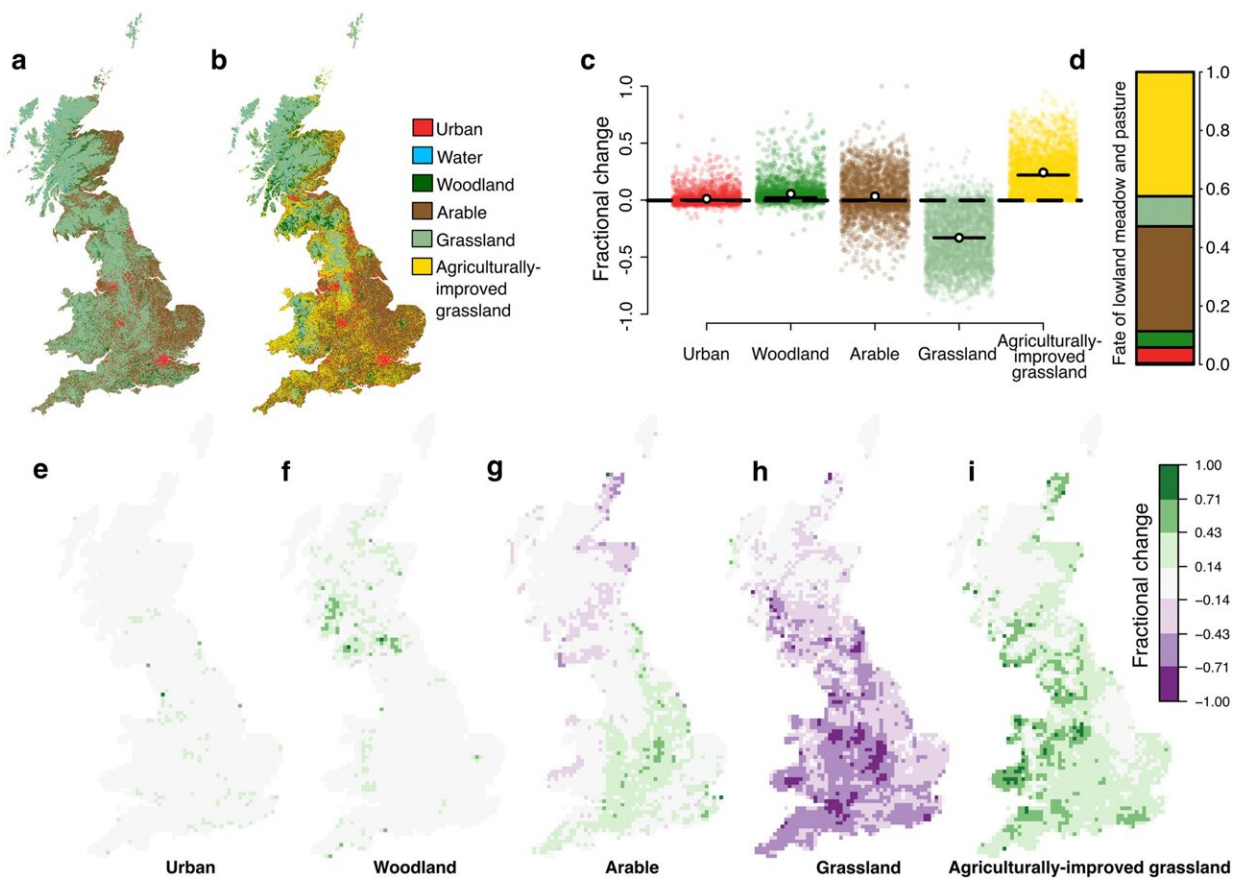 a
b
Urban
Water
Woodland
Arable
Grassland
Agriculturally-
improved
grassland
c
Fractional change
1.0
0.5
0.0
-0.5
-1.0
Urban
Woodland
Arable
Grassland
Agriculturally-
improved
grassland
d
Fate of lowland meadow and pasture
1.0
0.8
0.6
0.4
0.2
0.0
e
Urban
f
Woodland
g
Arable
h
Grassland
i
Agriculturally-improved grassland
Fractional change
1.00
0.71
0.43
0.14
−0.14
−0.43
−0.71
−1.00